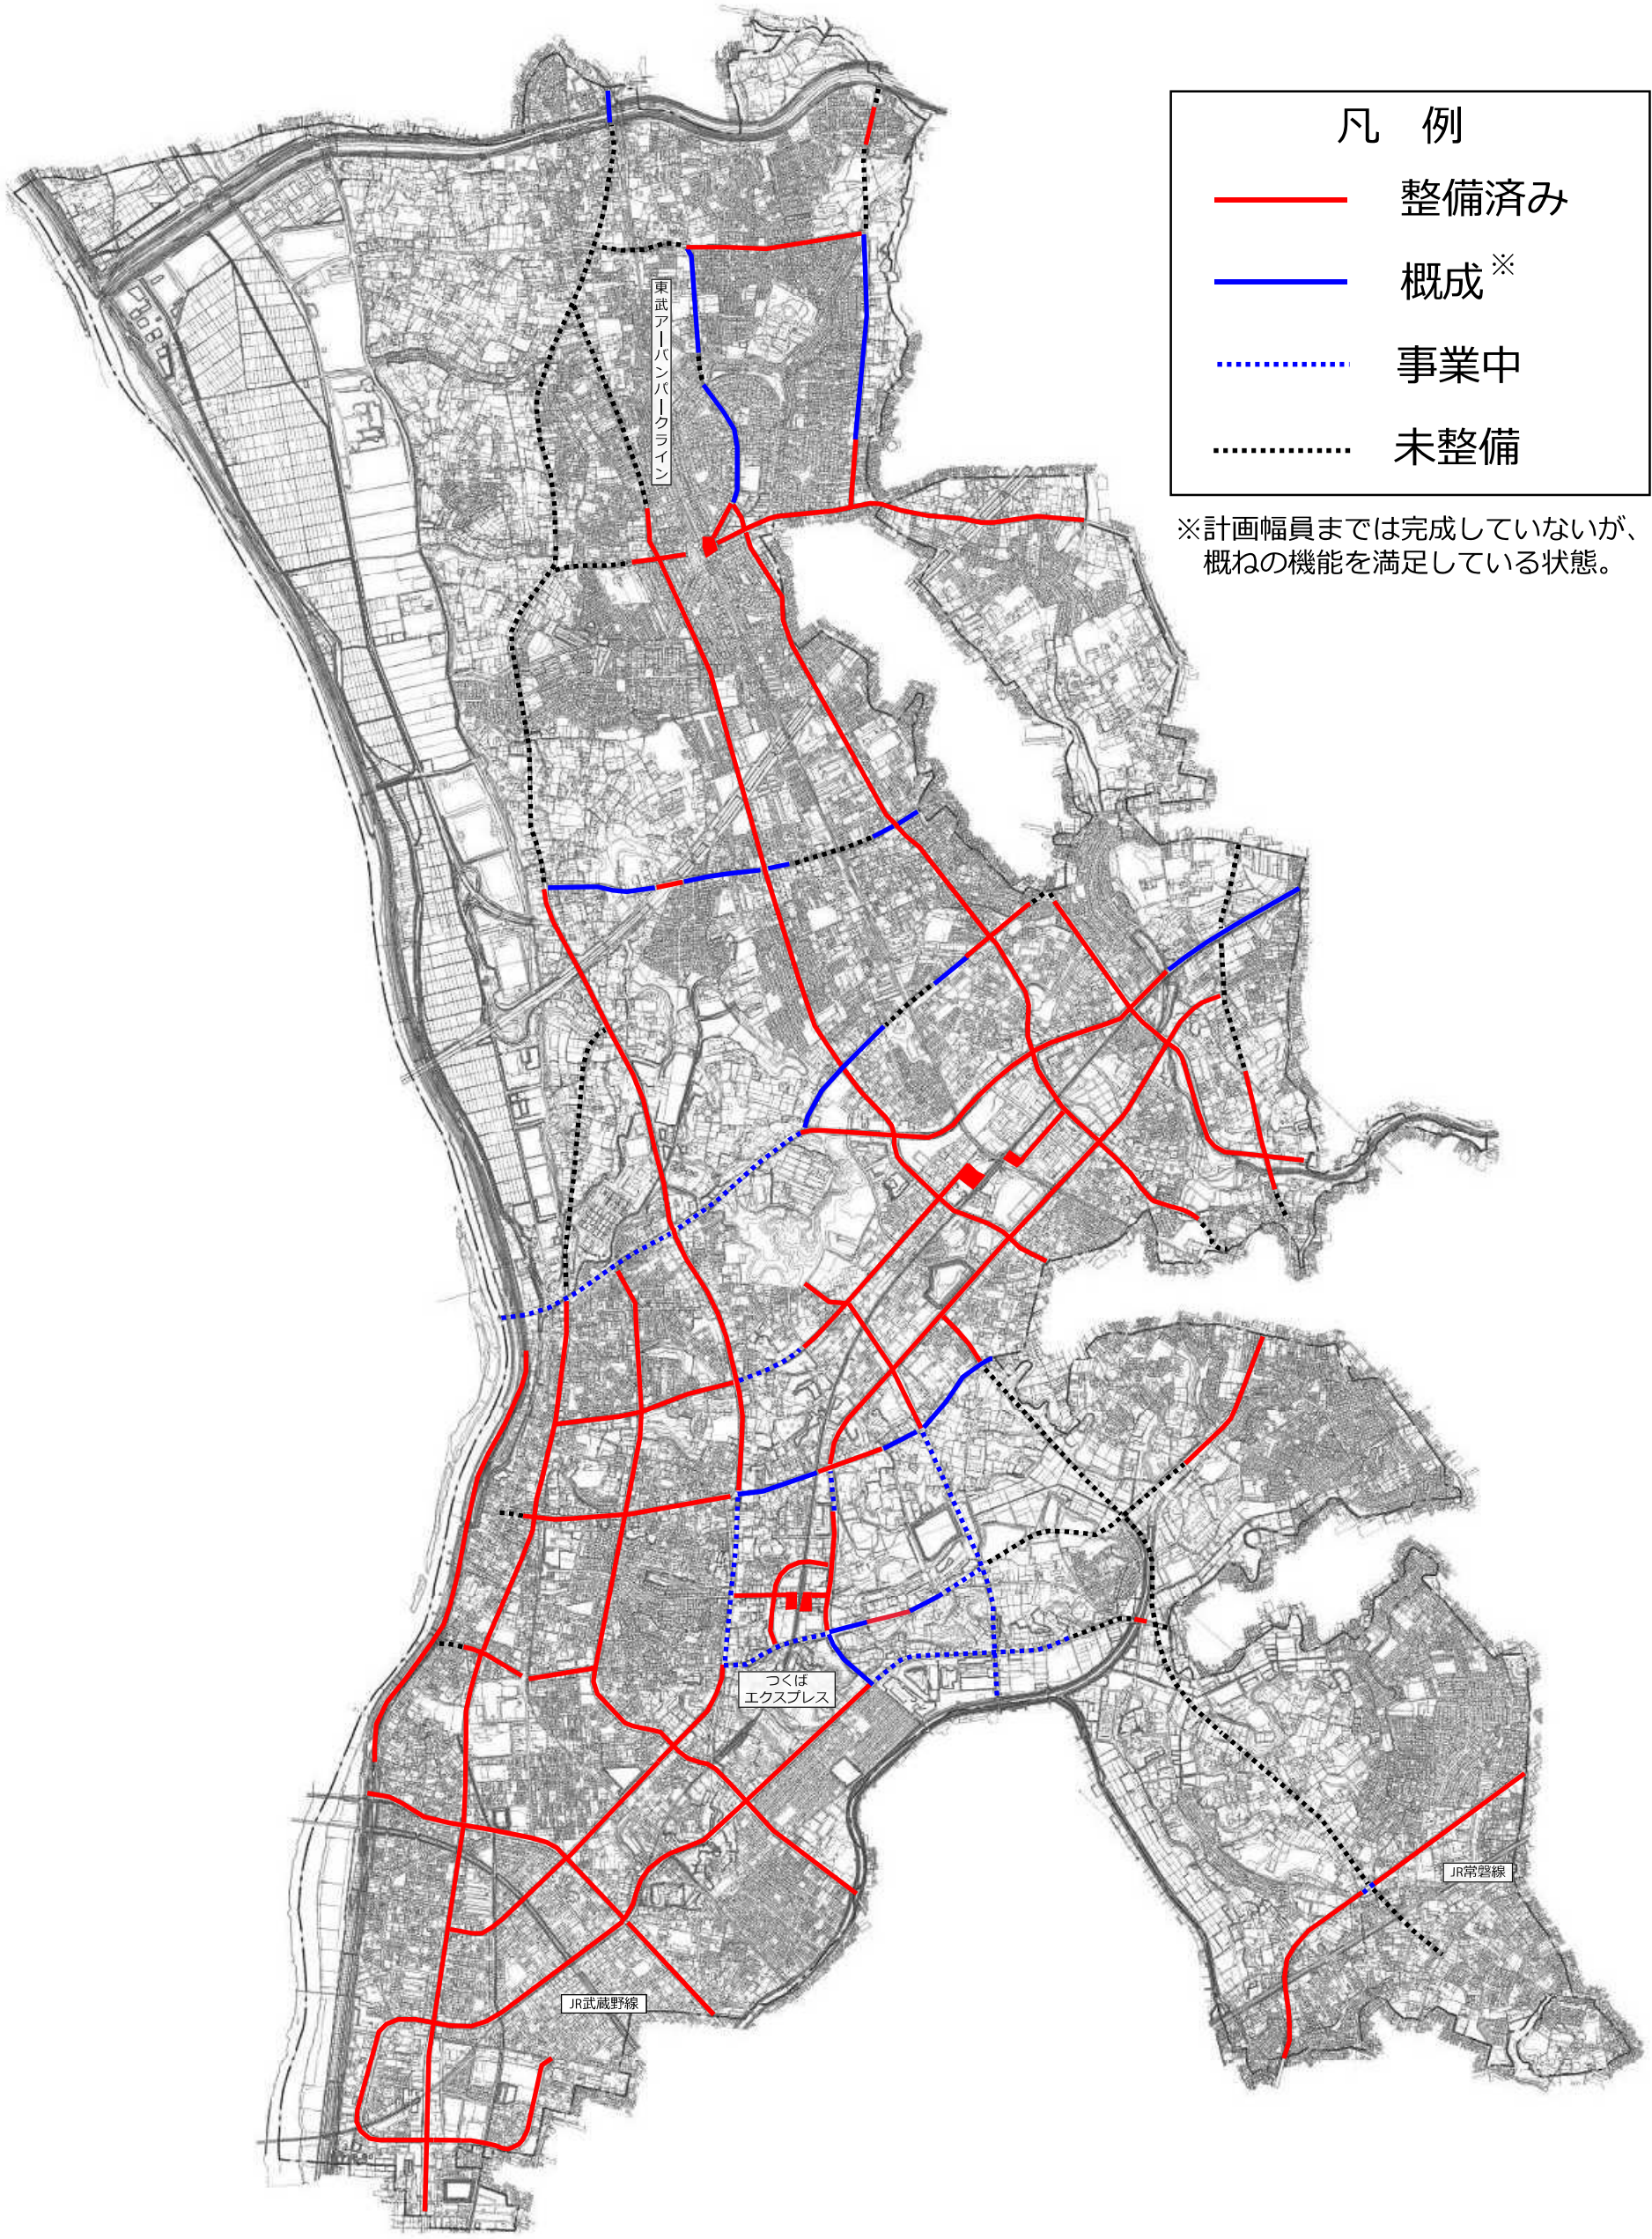 凡 例
整備済み
概成※
事業中
未整備
※計画幅員までは完成していないが、
概ねの機能を満足している状態。
東武アーバンパークライン
つくば
エクスプレス
JR常磐線
JR武蔵野線